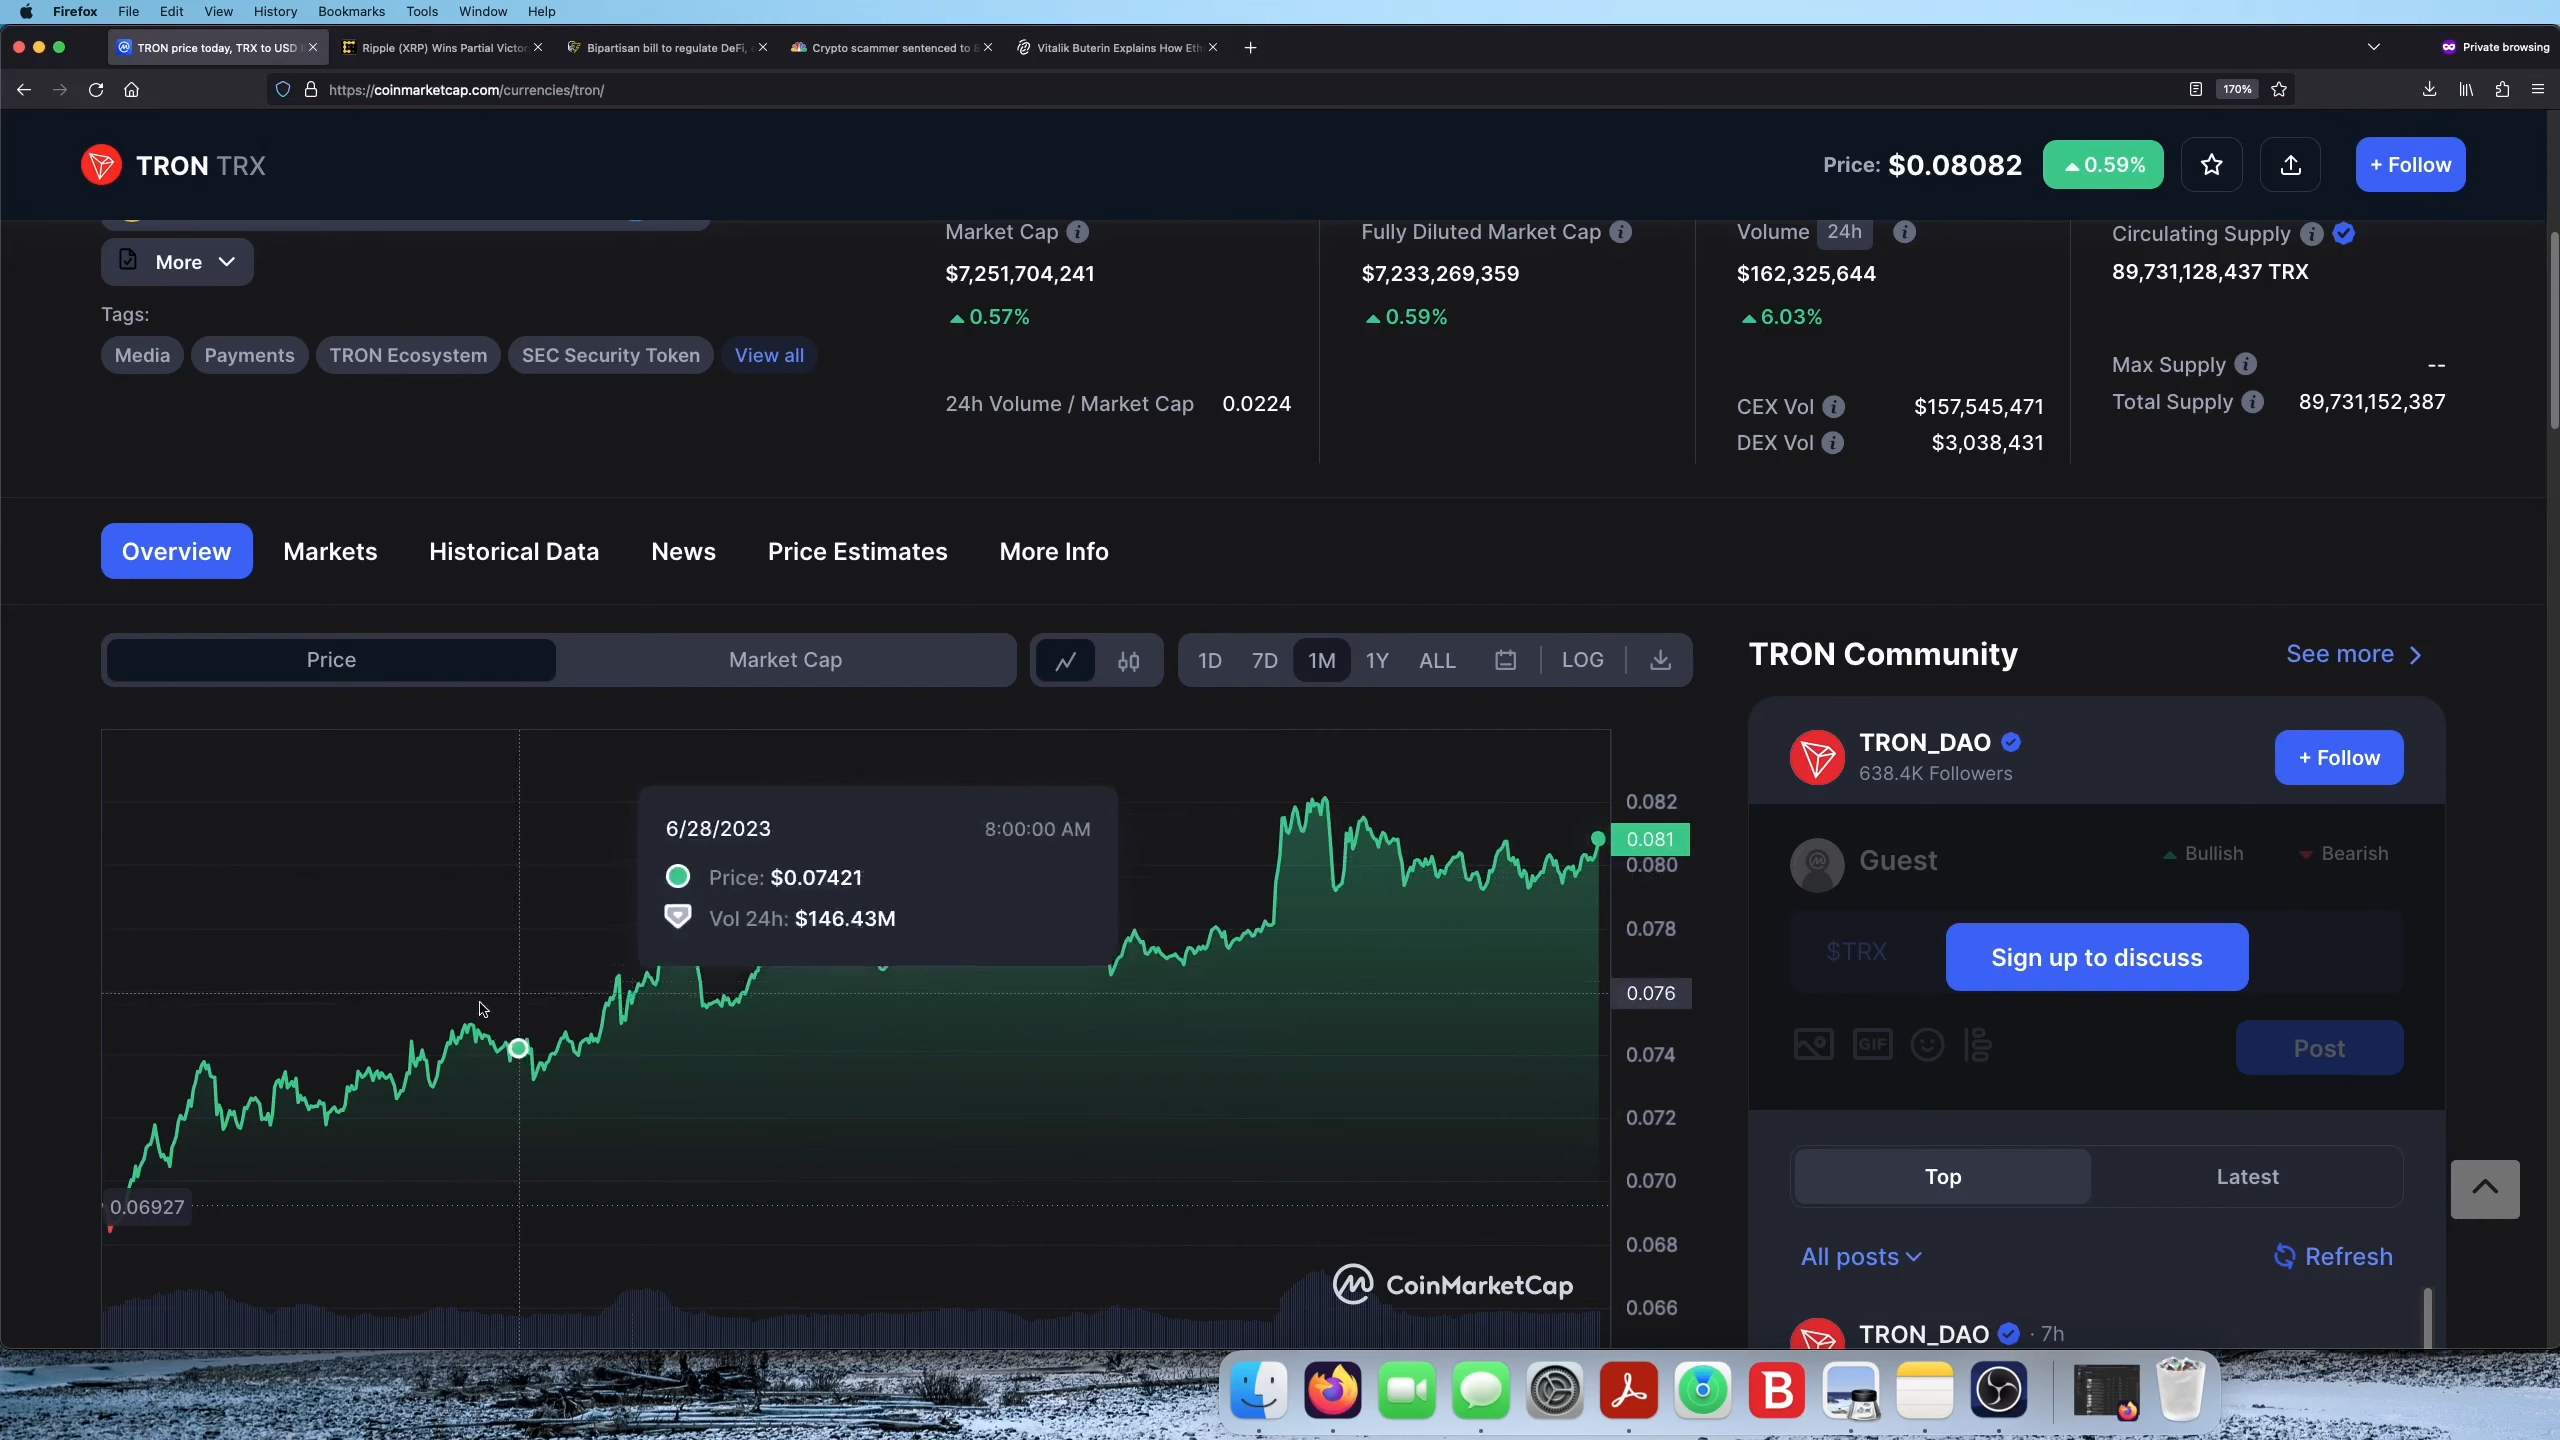 Firefox File Edit View History Bookmarks Tools Window Help
TRON price today, TRX to USD
Ripple (XRP) Wins Partial Victor
Bipartisan bill to regulate DeFi,
Crypto scammer sentenced to
Vitalik Buterin Explains How Eth
Private browsing
https://coinmarketcap.com/currencies/tron/
170%
TRON TRX
Price: $0.08082
0.59%
+ Follow
More
Tags:
Media Payments TRON Ecosystem SEC Security Token View all
Market Cap
$7,251,704,241
0.57%
24h Volume / Market Cap 0.0224
Fully Diluted Market Cap
$7,233,269,359
0.59%
Volume 24h
$162,325,644
6.03%
CEX Vol $157,545,471
DEX Vol $3,038,431
Circulating Supply
89,731,128,437 TRX
Max Supply --
Total Supply 89,731,152,387
Overview Markets Historical Data News Price Estimates More Info
Price Market Cap
1D 7D 1M 1Y ALL LOG
6/28/2023 8:00:00 AM
Price: $0.07421
Vol 24h: $146.43M
0.082
0.081
0.080
0.078
0.076
0.074
0.072
0.070
0.068
0.066
0.06927
CoinMarketCap
TRON Community
See more
TRON_DAO
638.4K Followers
+ Follow
Guest
Bullish
Bearish
$TRX
Sign up to discuss
GIF
Post
Top
Latest
All posts
Refresh
TRON_DAO · 7h